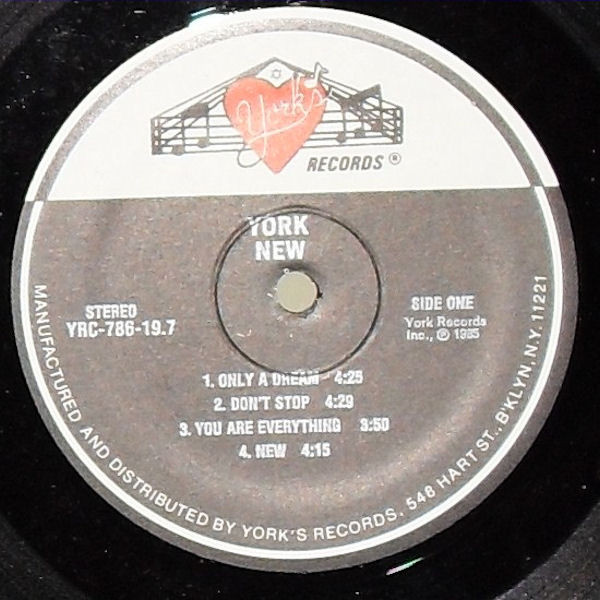 York's
RECORDS ®
YORK
NEW
STEREO
YRC-786-19.7
SIDE ONE
York Records
Inc., ℗ 1985
1. ONLY A DREAM - 4:25
2. DON'T STOP 4:29
3. YOU ARE EVERYTHING 3:50
4. NEW 4:15
MANUFACTURED AND DISTRIBUTED BY YORK'S RECORDS, 548 HART ST., B'KLYN, N.Y. 11221